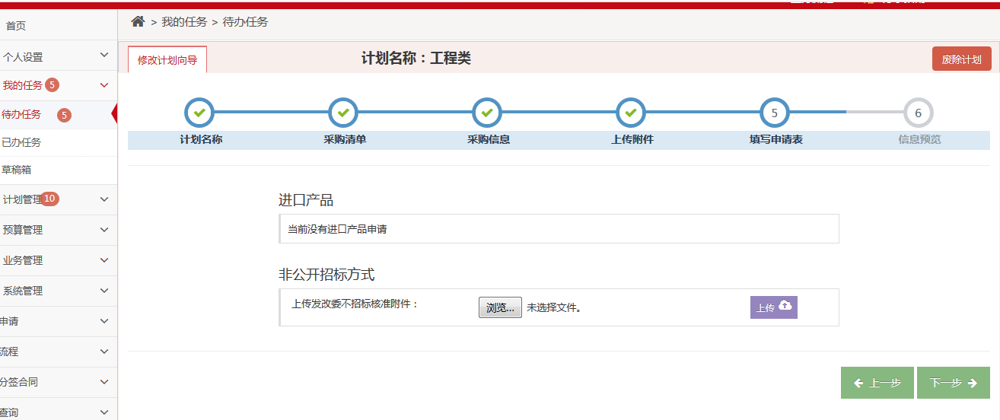 首页
> 我的任务 > 待办任务
个人设置
我的任务 5
待办任务 5
已办任务
草稿箱
计划管理 10
预算管理
业务管理
系统管理
申请
流程
分签合同
查询
修改计划向导
计划名称：工程类
废除计划
5
6
计划名称
采购清单
采购信息
上传附件
填写申请表
信息预览
进口产品
当前没有进口产品申请
非公开招标方式
上传发改委不招标核准附件：
浏览... 未选择文件。
上传
上一步
下一步